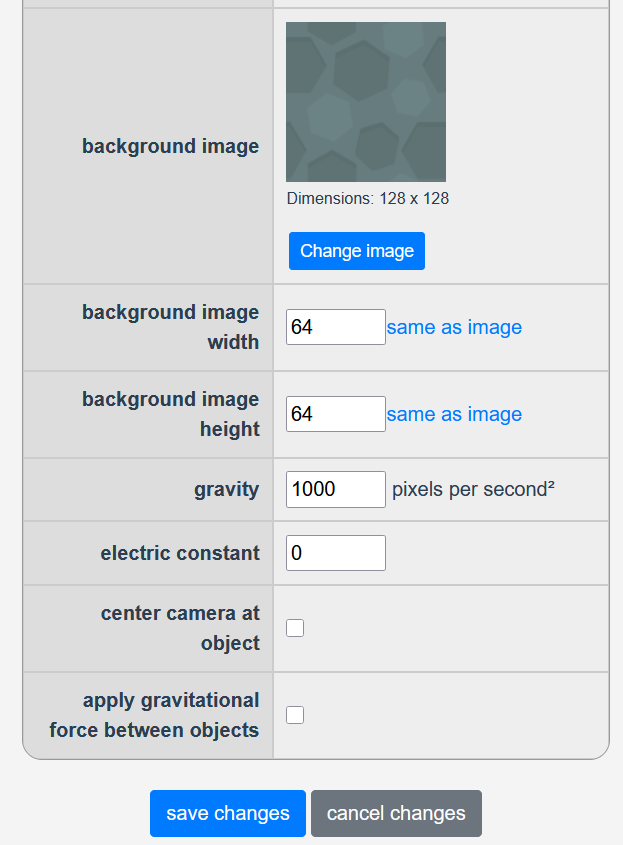 background image
Dimensions: 128 x 128
Change image
background image
width
64 same as image
background image
height
64 same as image
gravity 1000 pixels per second²
electric constant 0
center camera at
object
apply gravitational
force between objects
save changes cancel changes